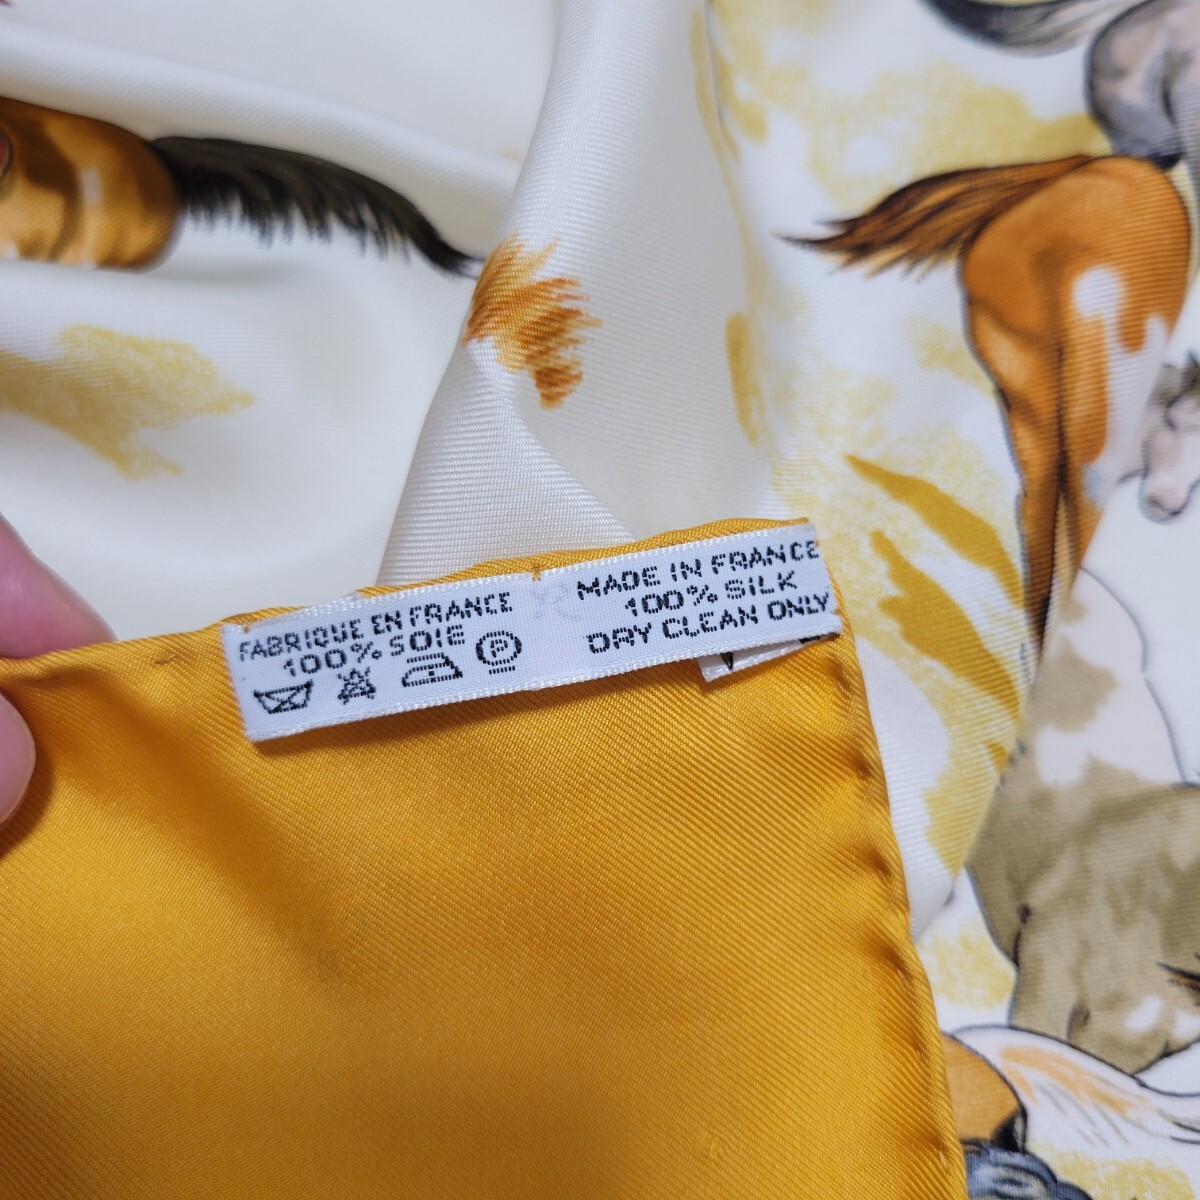 FABRIQUE EN FRANCE
100% SOIE
MADE IN FRANCE
100% SILK
DRY CLEAN ONLY